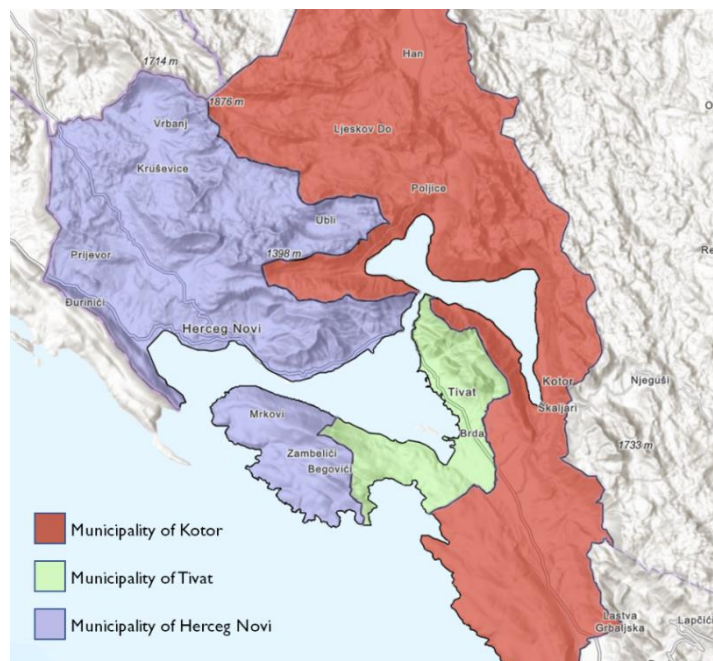 Han
1714 m
1876 m
Vrbanj
Ljeskov Do
Kruševice
Poljice
Ubli
Prijevor
1398 m
Đurinići
Herceg Novi
Kotor
Njeguši
Tivat
Škaljari
Mrkovi
Brda
1733 m
Zambelići
Begovići
Municipality of Kotor
Municipality of Tivat
Municipality of Herceg Novi
Lastva
Grbaljska
Lapčići